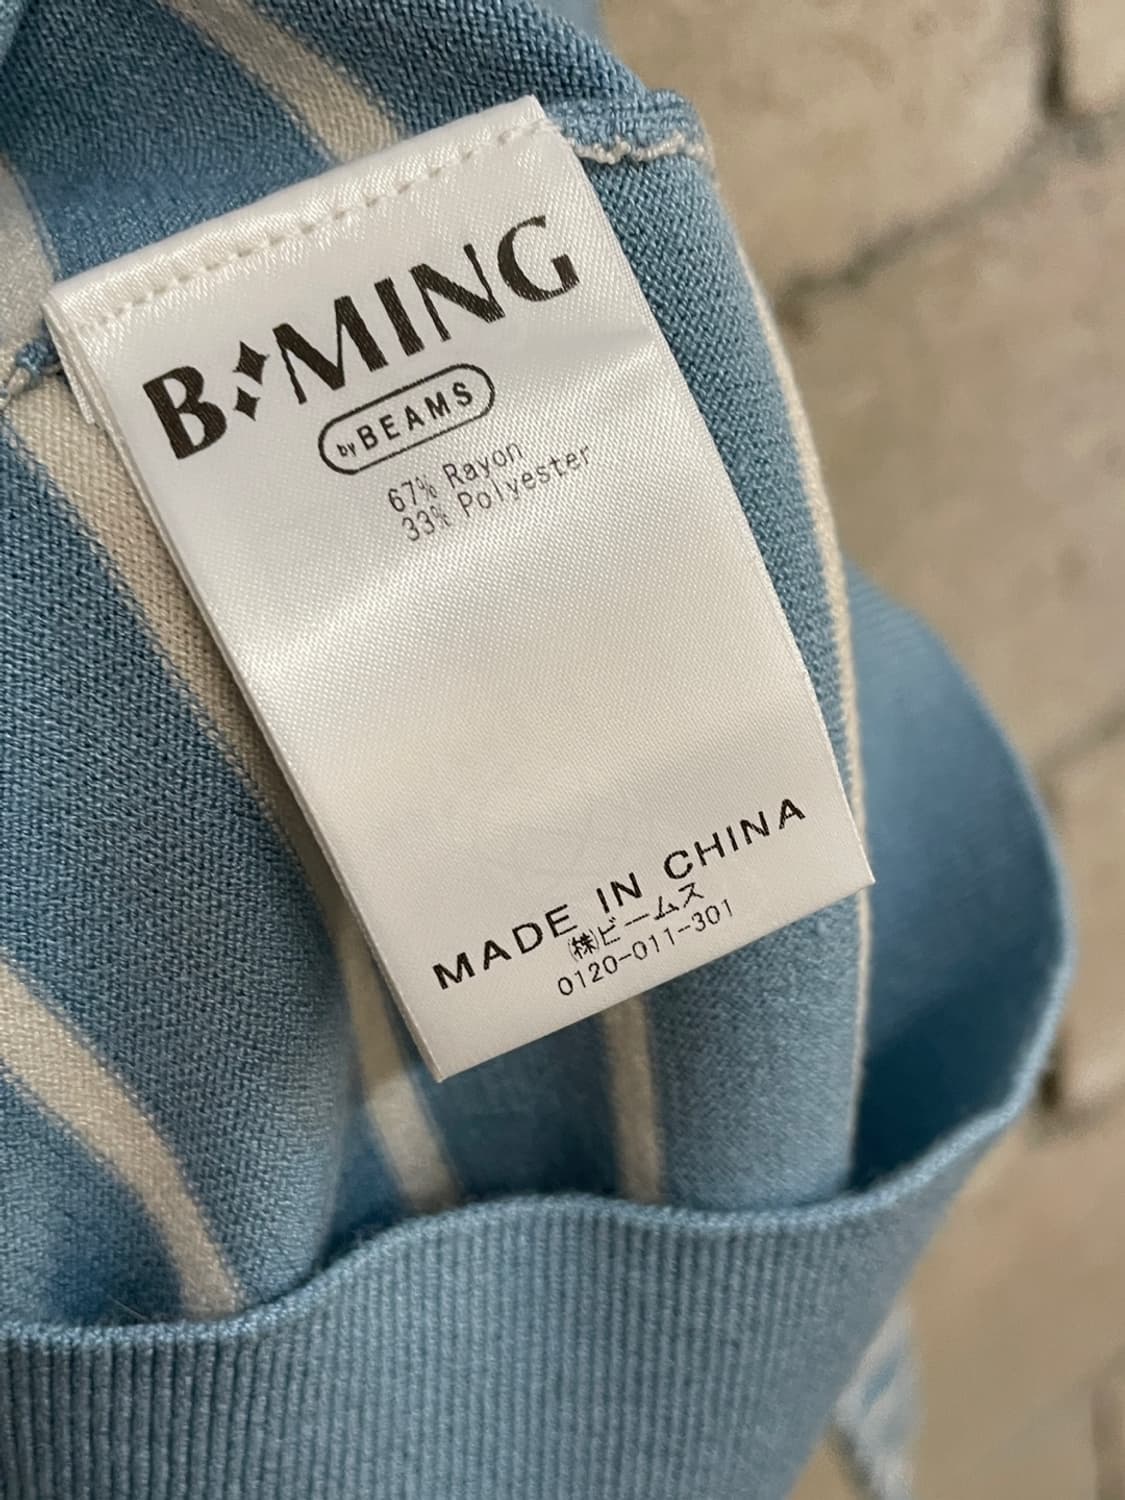 B:MING
by BEAMS
67% Rayon
33% Polyester
MADE IN CHINA
㈱ビームス
0120-011-301